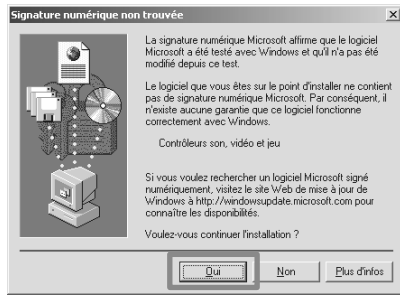 Signature numérique non trouvée
La signature numérique Microsoft affirme que le logiciel
Microsoft a été testé avec Windows et qu'il n'a pas été
modifié depuis ce test.
Le logiciel que vous êtes sur le point d'installer ne contient
pas de signature numérique Microsoft. Par conséquent, il
n'existe aucune garantie que ce logiciel fonctionne
correctement avec Windows.
Contrôleurs son, vidéo et jeu
Si vous voulez rechercher un logiciel Microsoft signé
numériquement, visitez le site Web de mise à jour de
Windows à http://windowsupdate.microsoft.com pour
connaître les disponibilités.
Voulez-vous continuer l'installation ?
Oui Non Plus d'infos